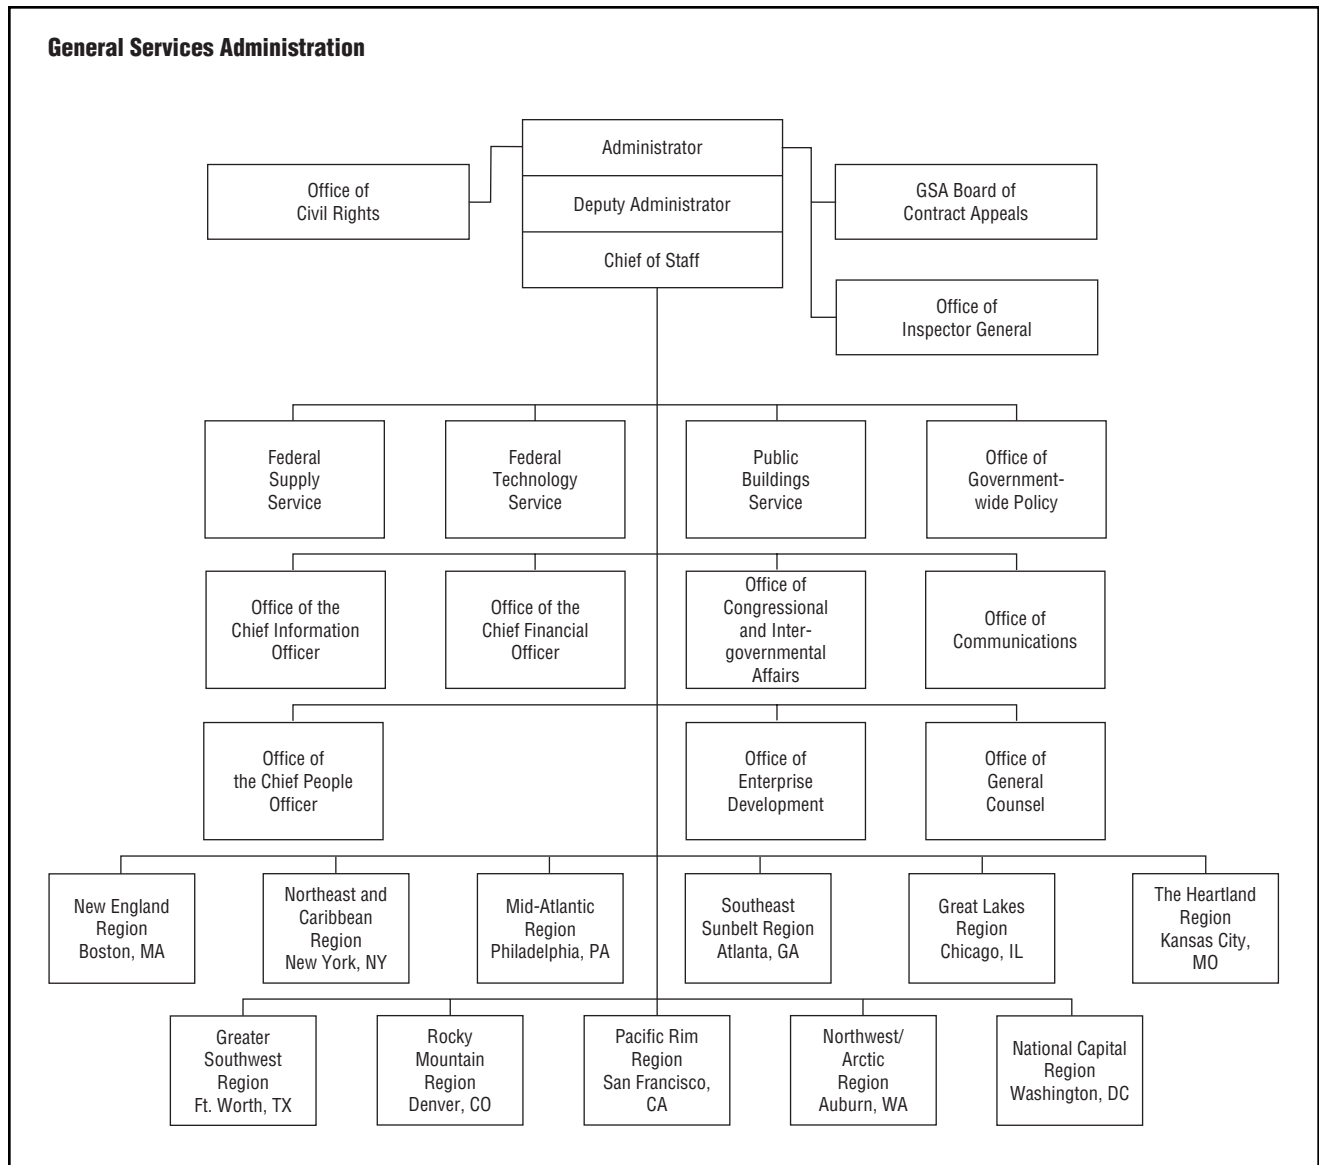 General Services Administration
Administrator
Office of
Civil Rights
Deputy Administrator
GSA Board of
Contract Appeals
Chief of Staff
Office of
Inspector General
Federal
Supply
Service
Federal
Technology
Service
Public
Buildings
Service
Office of
Government-
wide Policy
Office of the
Chief Information
Officer
Office of the
Chief Financial
Officer
Office of
Congressional
and Inter-
governmental
Affairs
Office of
Communications
Office of
the Chief People
Officer
Office of
Enterprise
Development
Office of
General
Counsel
New England
Region
Boston, MA
Northeast and
Caribbean
Region
New York, NY
Mid-Atlantic
Region
Philadelphia, PA
Southeast
Sunbelt Region
Atlanta, GA
Great Lakes
Region
Chicago, IL
The Heartland
Region
Kansas City,
MO
Greater
Southwest
Region
Ft. Worth, TX
Rocky
Mountain
Region
Denver, CO
Pacific Rim
Region
San Francisco,
CA
Northwest/
Arctic
Region
Auburn, WA
National Capital
Region
Washington, DC